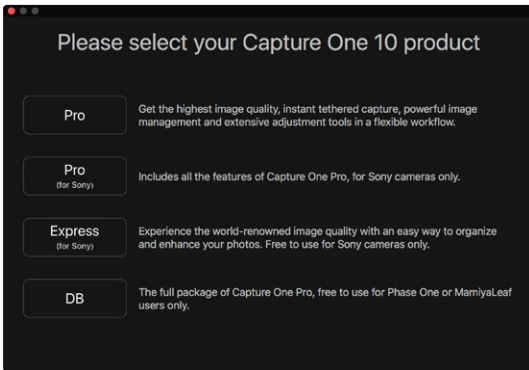 Please select your Capture One 10 product
Pro
Get the highest image quality, instant tethered capture, powerful image
management and extensive adjustment tools in a flexible workflow.
Pro
(for Sony)
Includes all the features of Capture One Pro, for Sony cameras only.
Express
(for Sony)
Experience the world-renowned image quality with an easy way to organize
and enhance your photos. Free to use for Sony cameras only.
DB
The full package of Capture One Pro, free to use for Phase One or MamiyaLeaf
users only.